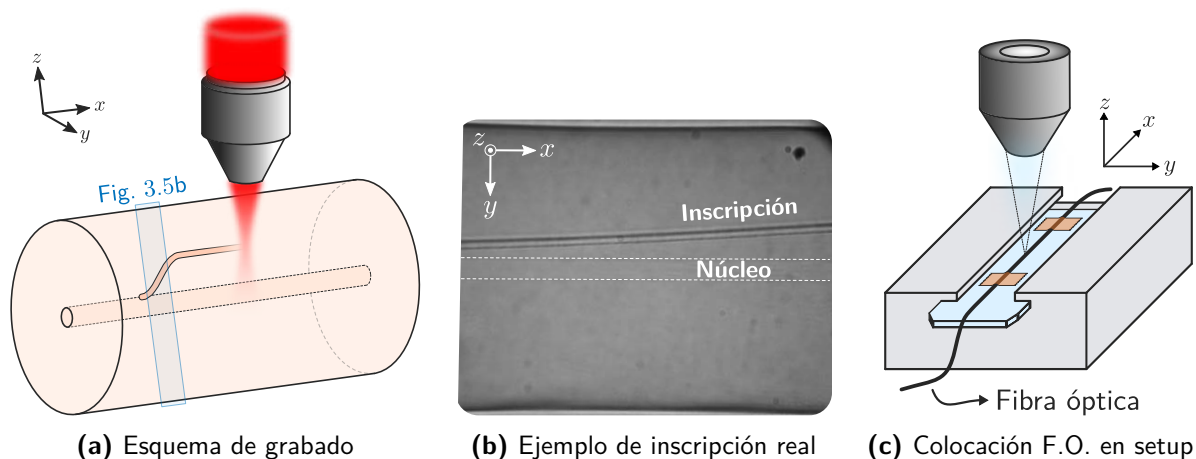 z
x
y
Fig. 3.5b
(a) Esquema de grabado
z
x
y
Inscripción
Núcleo
(b) Ejemplo de inscripción real
z
x
y
Fibra óptica
(c) Colocación F.O. en setup